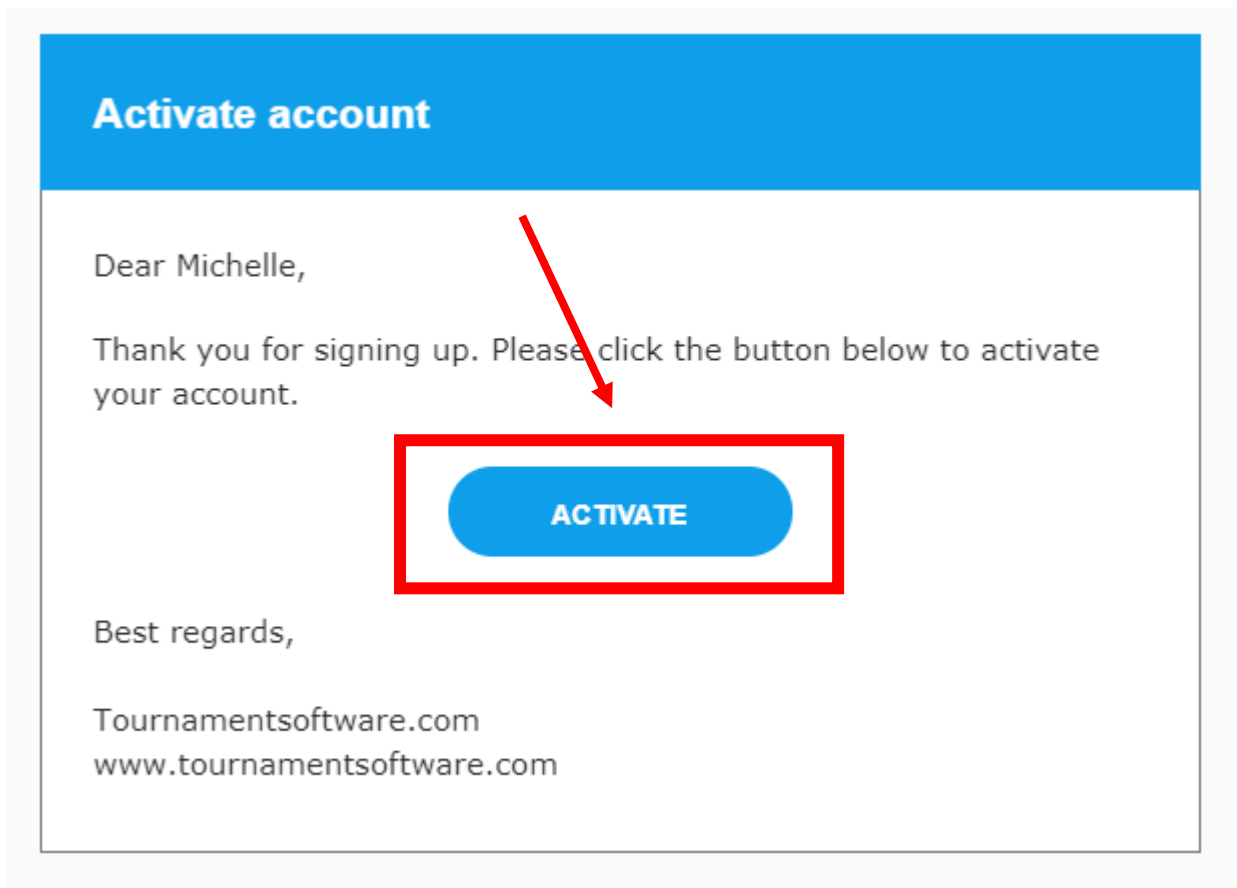 Activate account
Dear Michelle,
Thank you for signing up. Please click the button below to activate
your account.
ACTIVATE
Best regards,
Tournamentsoftware.com
www.tournamentsoftware.com